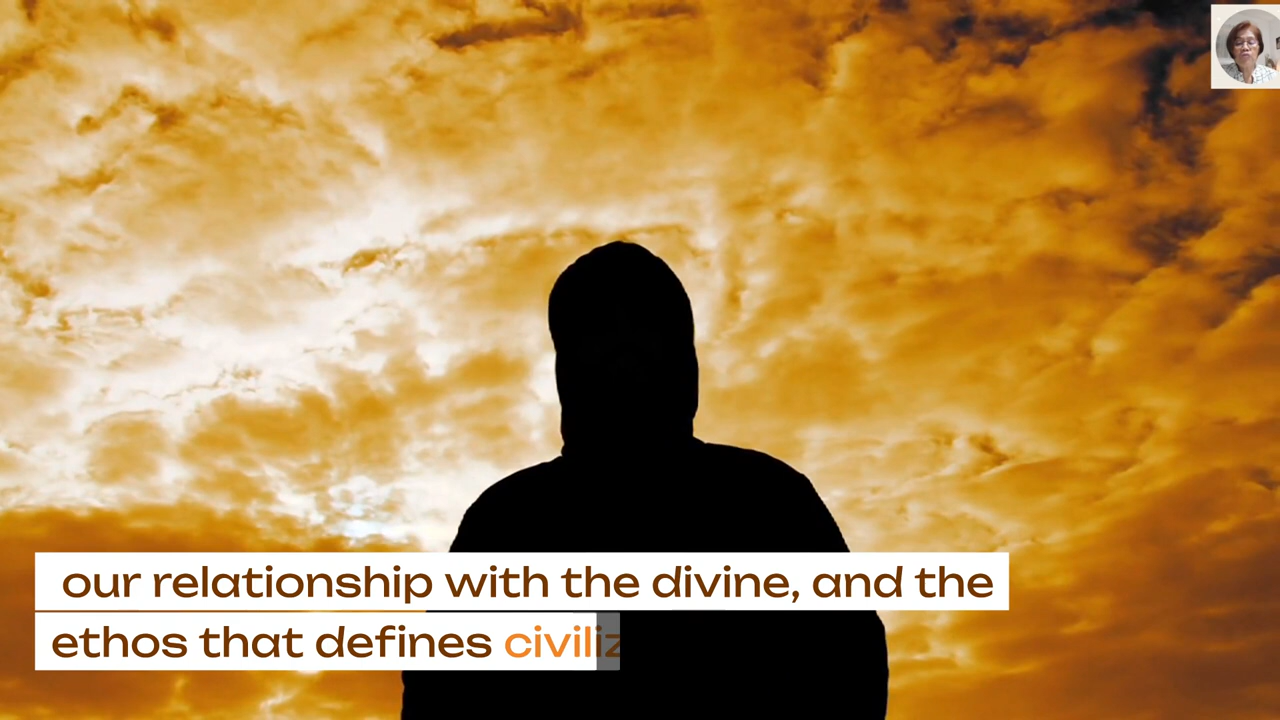 our relationship with the divine, and the
ethos that defines civiliz